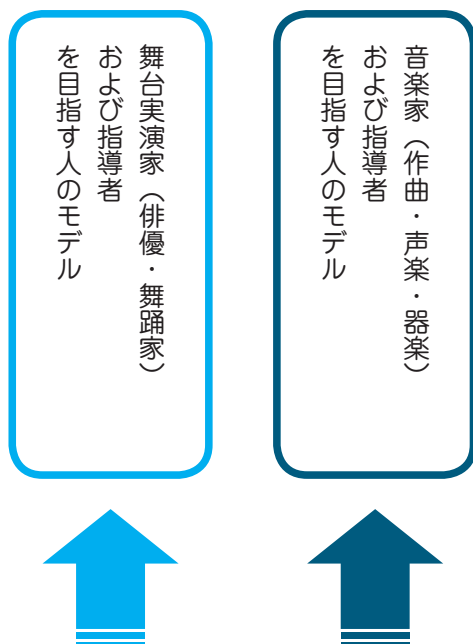 音楽家（作曲・声楽・器楽）
および指導者
を目指す人のモデル
舞台実演家（俳優・舞踊家）
および指導者
を目指す人のモデル